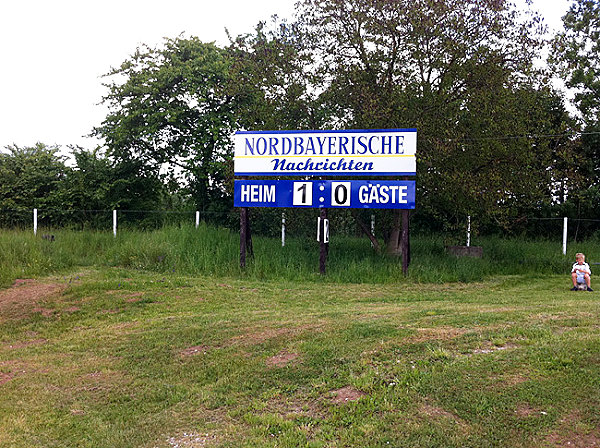 NORDBAYERISCHE
Nachrichten
HEIM 1:0 GÄSTE